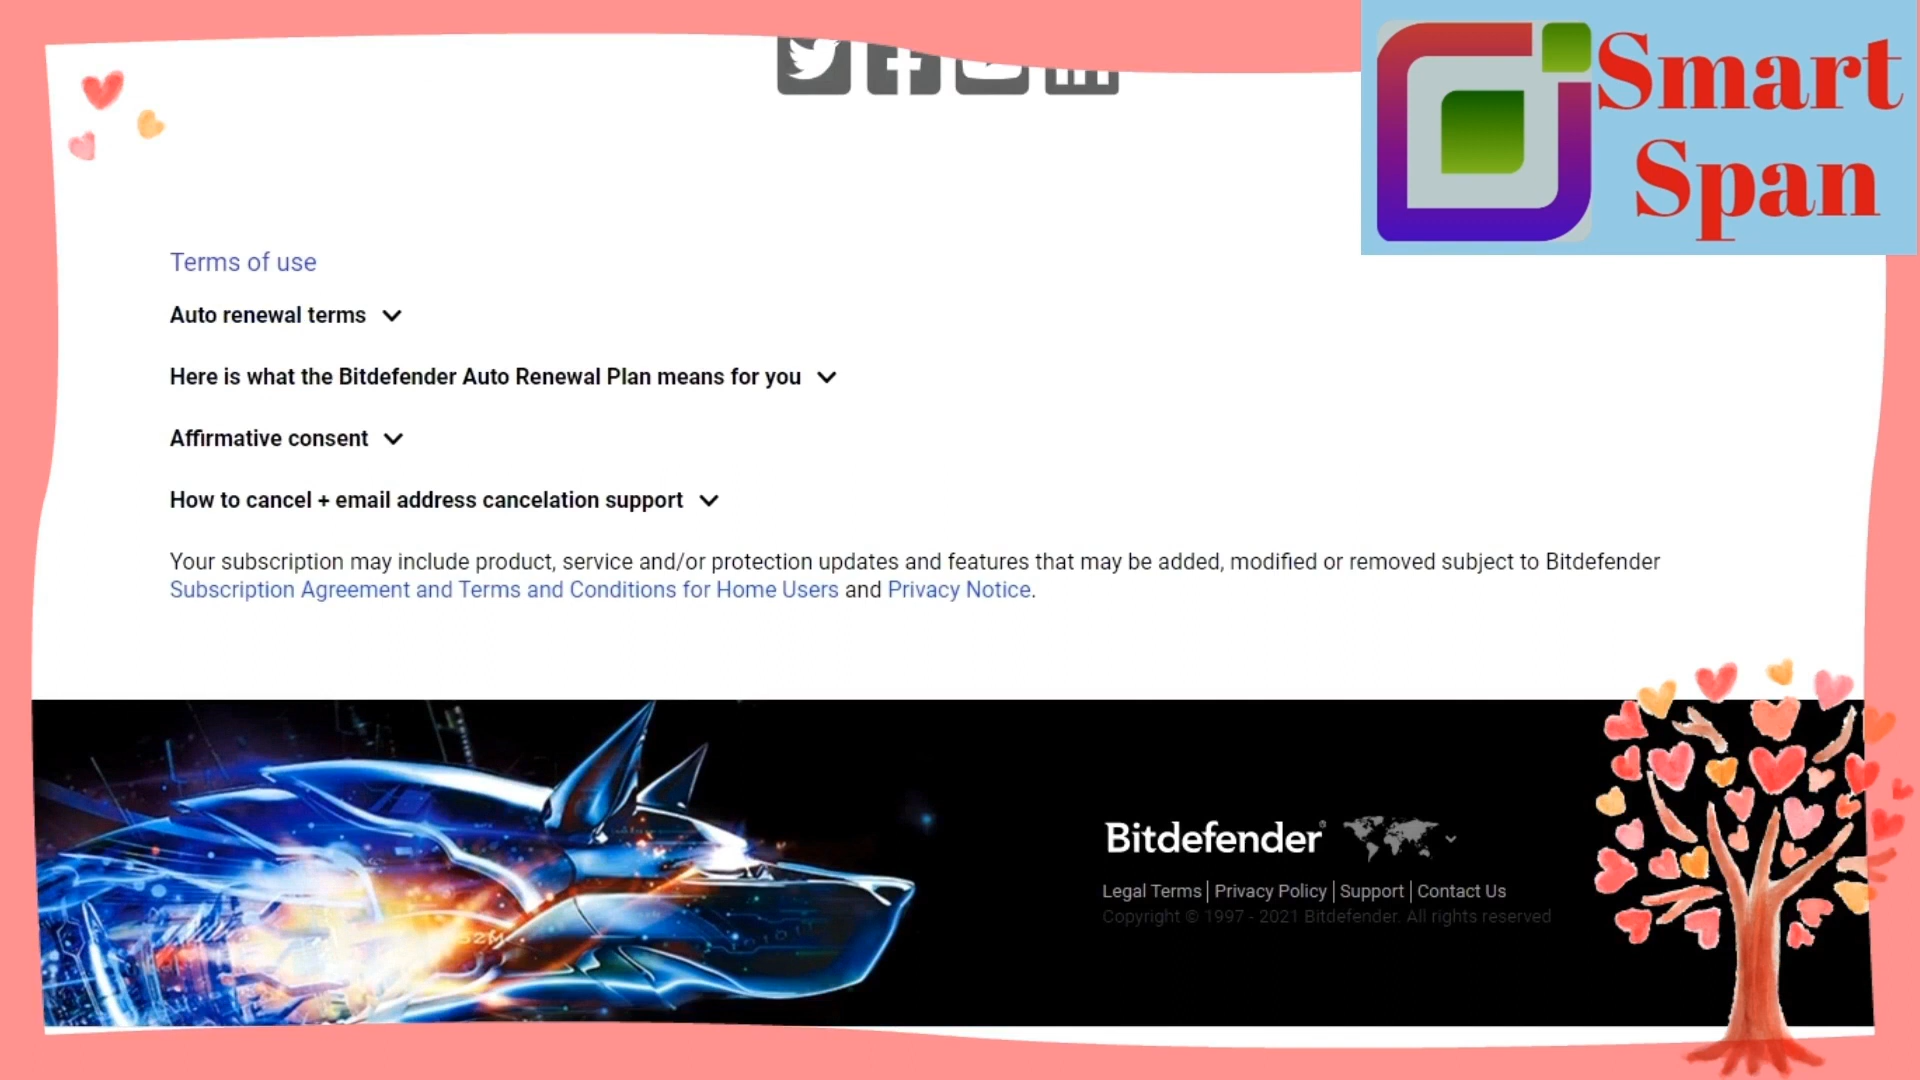 Smart
Span
Terms of use
Auto renewal terms
Here is what the Bitdefender Auto Renewal Plan means for you
Affirmative consent
How to cancel + email address cancelation support
Your subscription may include product, service and/or protection updates and features that may be added, modified or removed subject to Bitdefender
Subscription Agreement and Terms and Conditions for Home Users and Privacy Notice.
Bitdefender
Legal Terms | Privacy Policy | Support | Contact Us
Copyright © 1997 - 2021 Bitdefender. All rights reserved